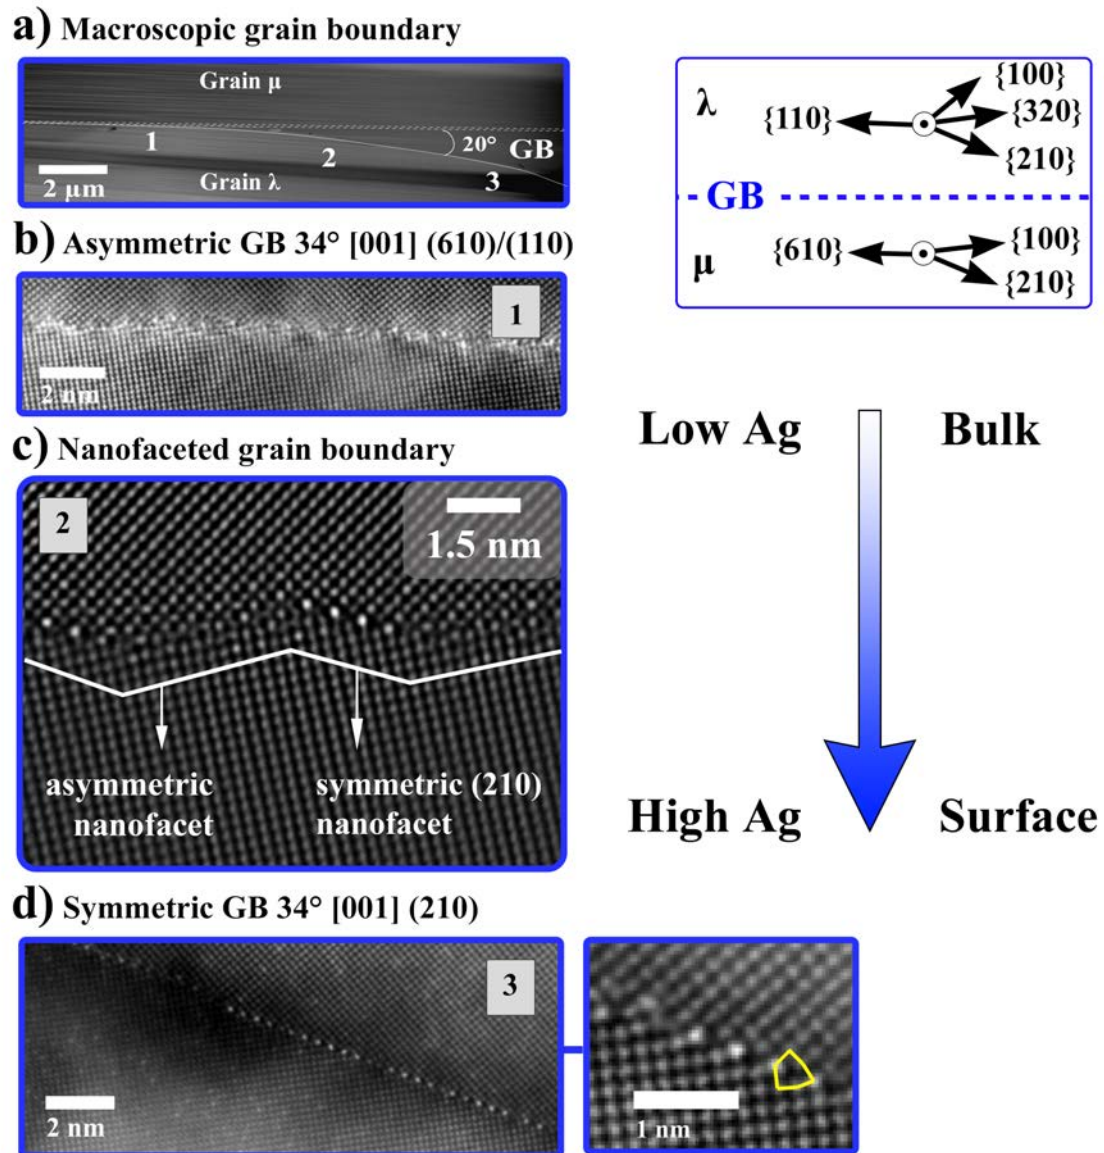 a) Macroscopic grain boundary
Grain μ
1
2
20°
GB
3
2 μm
Grain λ
λ
{110}
{100}
{320}
{210}
GB
μ
{610}
{100}
{210}
b) Asymmetric GB 34° [001] (610)/(110)
1
2 nm
Low Ag
Bulk
c) Nanofaceted grain boundary
2
1.5 nm
asymmetric
nanofacet
symmetric (210)
nanofacet
High Ag
Surface
d) Symmetric GB 34° [001] (210)
3
2 nm
1 nm